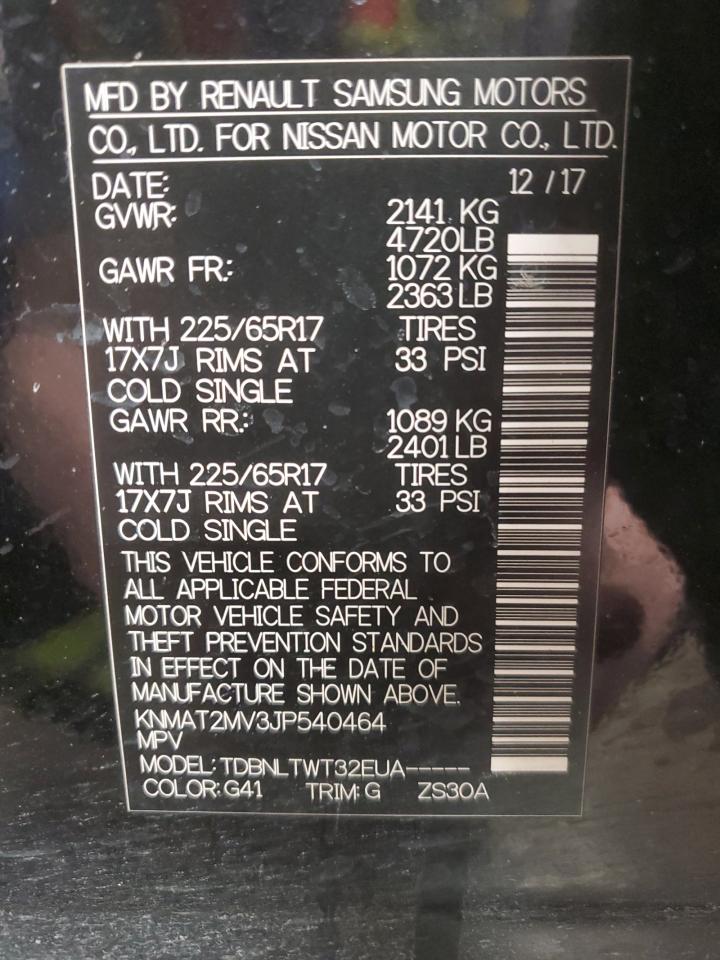 MFD BY RENAULT SAMSUNG MOTORS
CO., LTD. FOR NISSAN MOTOR CO., LTD.
DATE: 12 / 17
GVWR: 2141 KG
4720LB
GAWR FR.: 1072 KG
2363 LB
WITH 225/65R17 TIRES
17X7J RIMS AT 33 PSI
COLD SINGLE
GAWR RR.: 1089 KG
2401 LB
WITH 225/65R17 TIRES
17X7J RIMS AT 33 PSI
COLD SINGLE
THIS VEHICLE CONFORMS TO
ALL APPLICABLE FEDERAL
MOTOR VEHICLE SAFETY AND
THEFT PREVENTION STANDARDS
IN EFFECT ON THE DATE OF
MANUFACTURE SHOWN ABOVE.
KNMAT2MV3JP540464
MPV
MODEL: TDBNLTWT32EUA-----
COLOR: G41 TRIM: G ZS30A